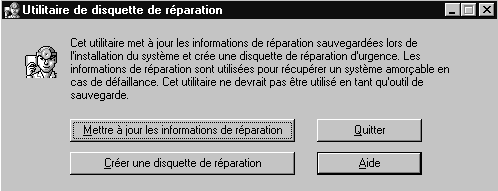 Utilitaire de disquette de réparation
Cet utilitaire met à jour les informations de réparation sauvegardées lors de
l'installation du système et crée une disquette de réparation d'urgence. Les
informations de réparation sont utilisées pour récupérer un système amorçable en
cas de défaillance. Cet utilitaire ne devrait pas être utilisé en tant qu'outil de
sauvegarde.
Mettre à jour les informations de réparation
Quitter
Créer une disquette de réparation
Aide